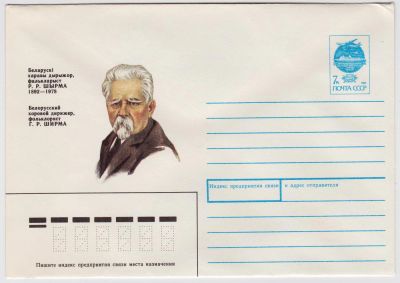 Беларускі
харавы дырыжор,
фалькларыст
Р. Р. ШЫРМА
1892—1978
Белорусский
хоровой дирижер,
фольклорист
Г. Р. ШИРМА
7к
ПОЧТА СССР
Индекс предприятия связи и адрес отправителя
Пишите индекс предприятия связи места назначения